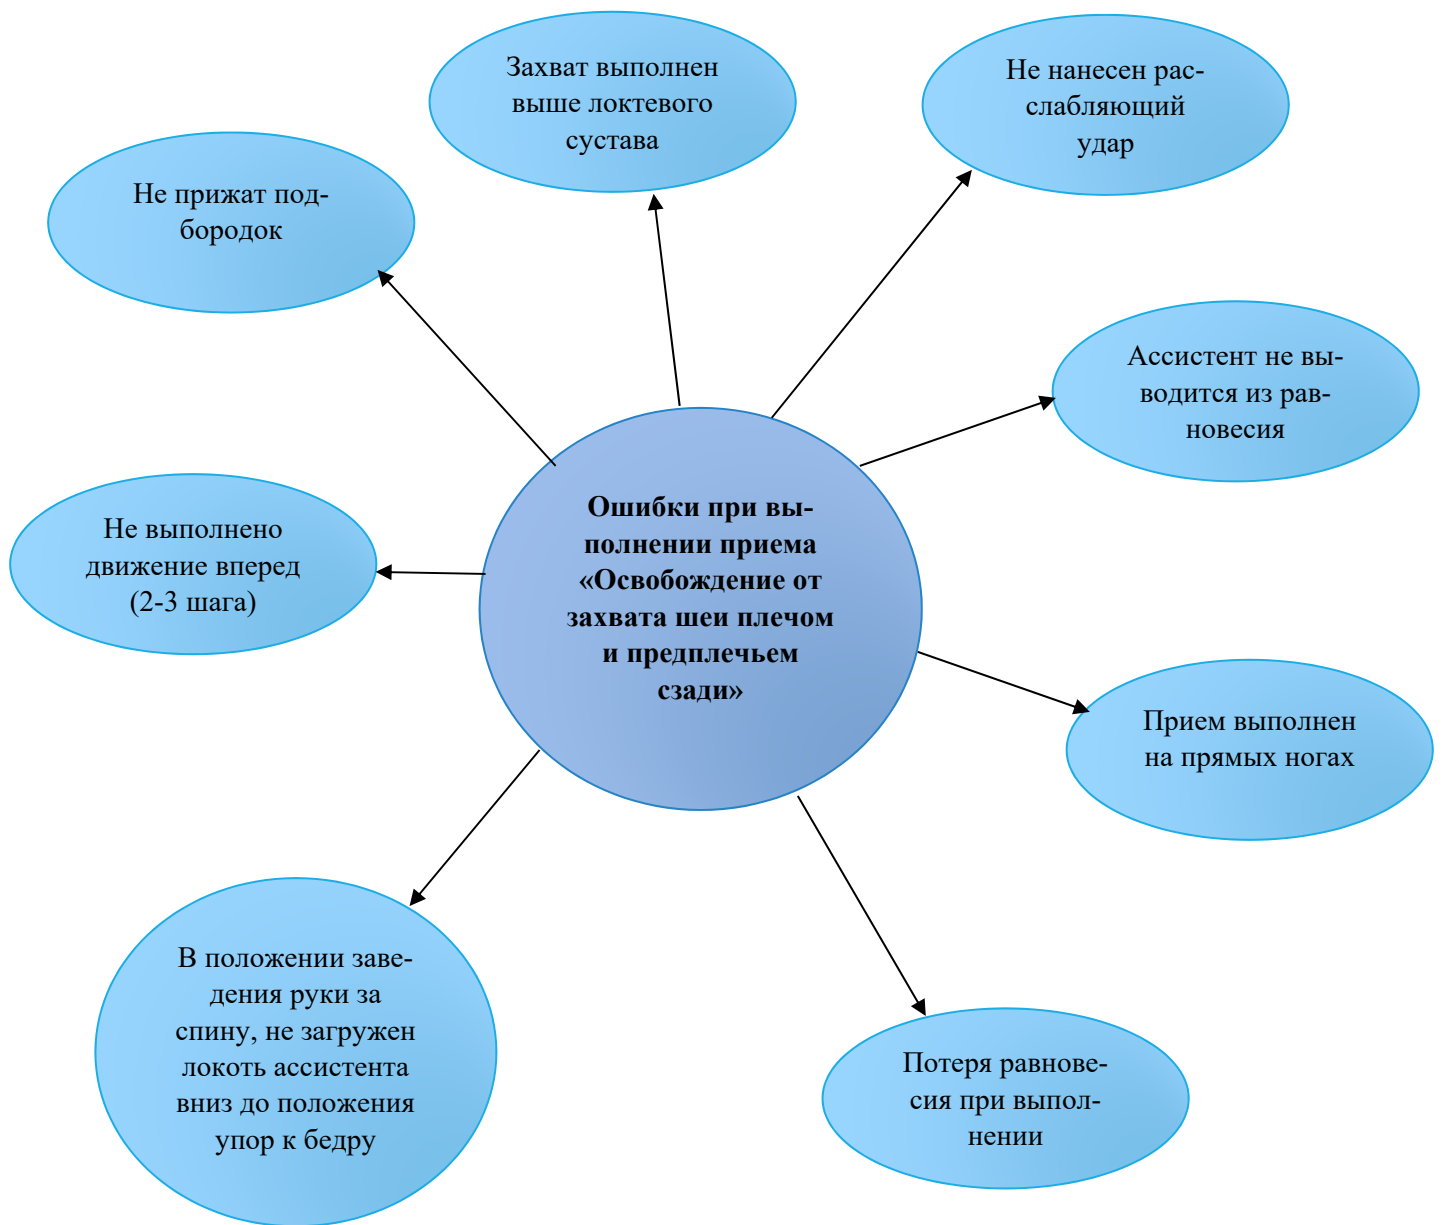 Захват выполнен
выше локтевого
сустава
Не нанесен рас-
слабляющий
удар
Не прижат под-
бородок
Ассистент не вы-
водится из рав-
новесия
Ошибки при вы-
полнении приема
«Освобождение от
захвата шеи плечом
и предплечьем
сзади»
Не выполнено
движение вперед
(2-3 шага)
Прием выполнен
на прямых ногах
В положении заве-
дения руки за
спину, не загружен
локоть ассистента
вниз до положения
упор к бедру
Потеря равнове-
сия при выпол-
нении